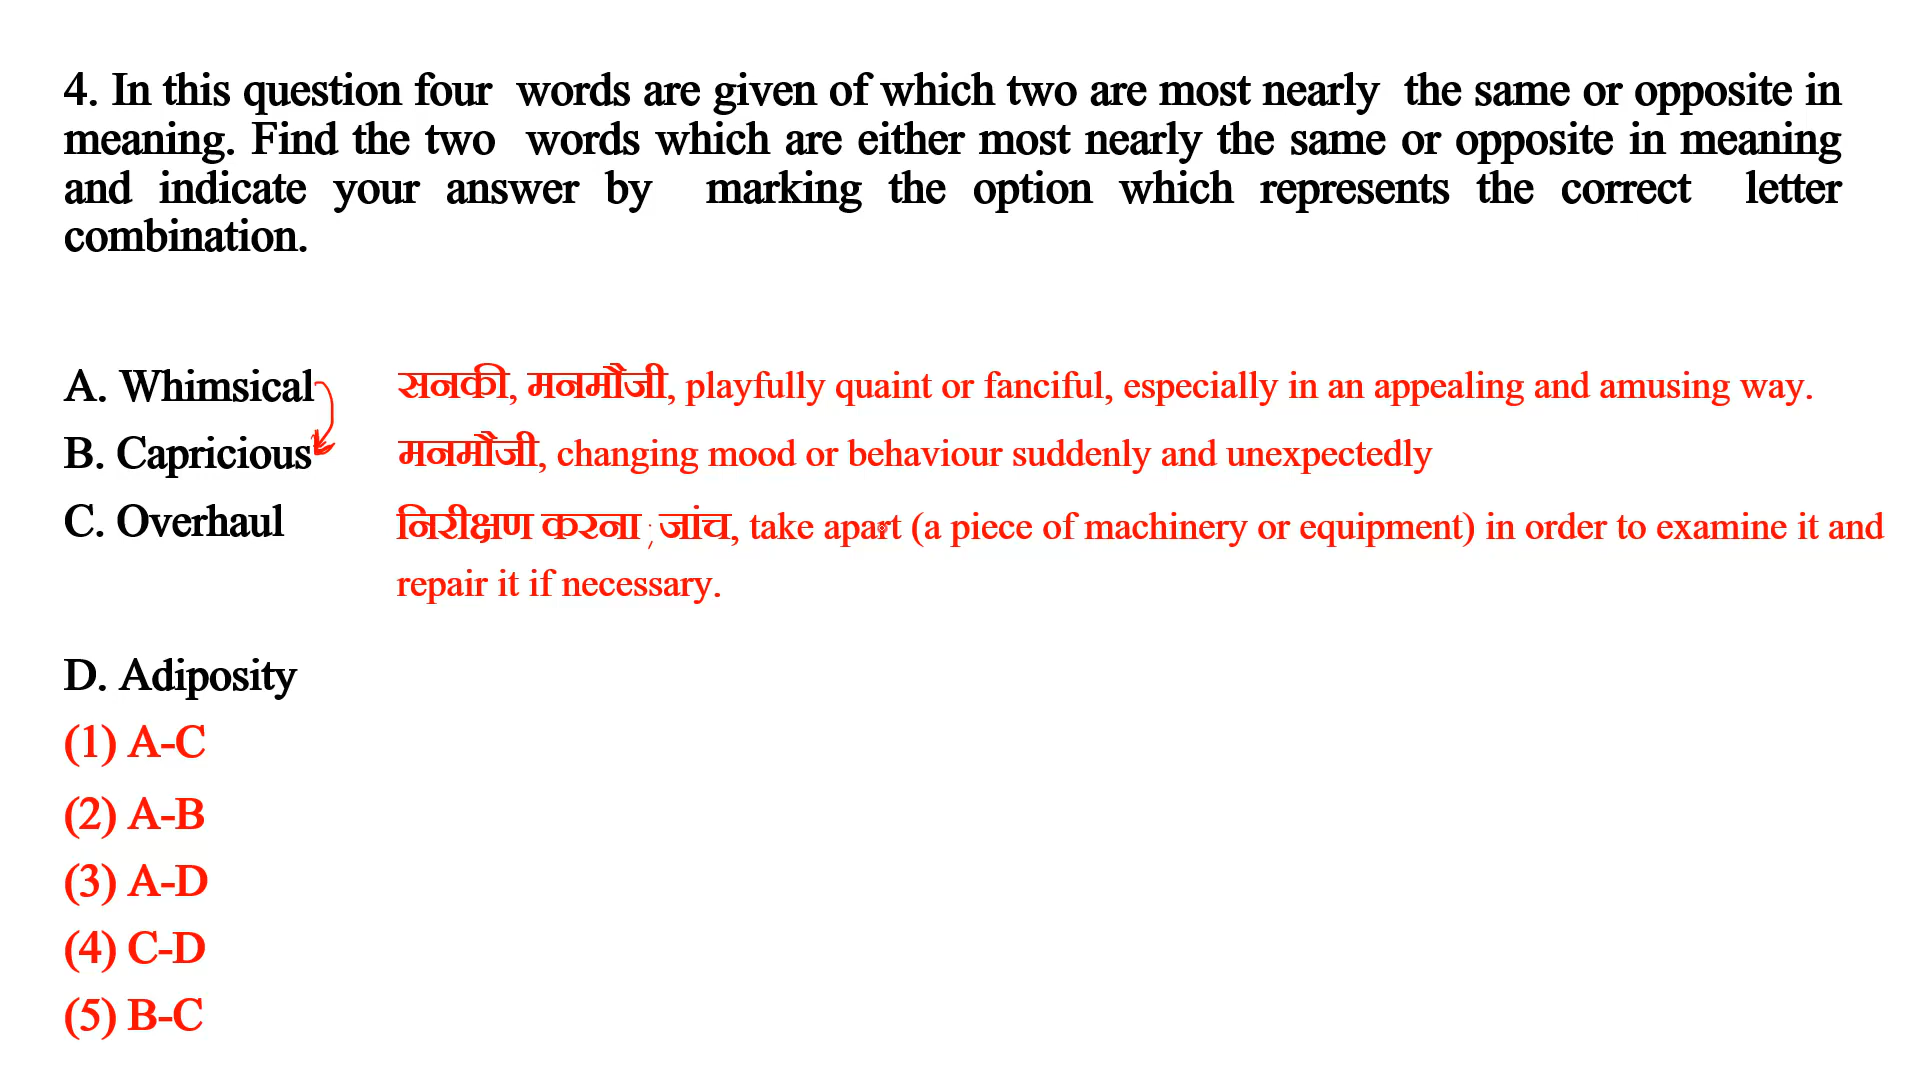 4. In this question four words are given of which two are most nearly the same or opposite in
meaning. Find the two words which are either most nearly the same or opposite in meaning
and indicate your answer by marking the option which represents the correct letter
combination.
A. Whimsical सनकी, मनमौजी, playfully quaint or fanciful, especially in an appealing and amusing way.
B. Capricious मनमौजी, changing mood or behaviour suddenly and unexpectedly
C. Overhaul निरीक्षण करना ; जांच, take apart (a piece of machinery or equipment) in order to examine it and
repair it if necessary.
D. Adiposity
(1) A-C
(2) A-B
(3) A-D
(4) C-D
(5) B-C